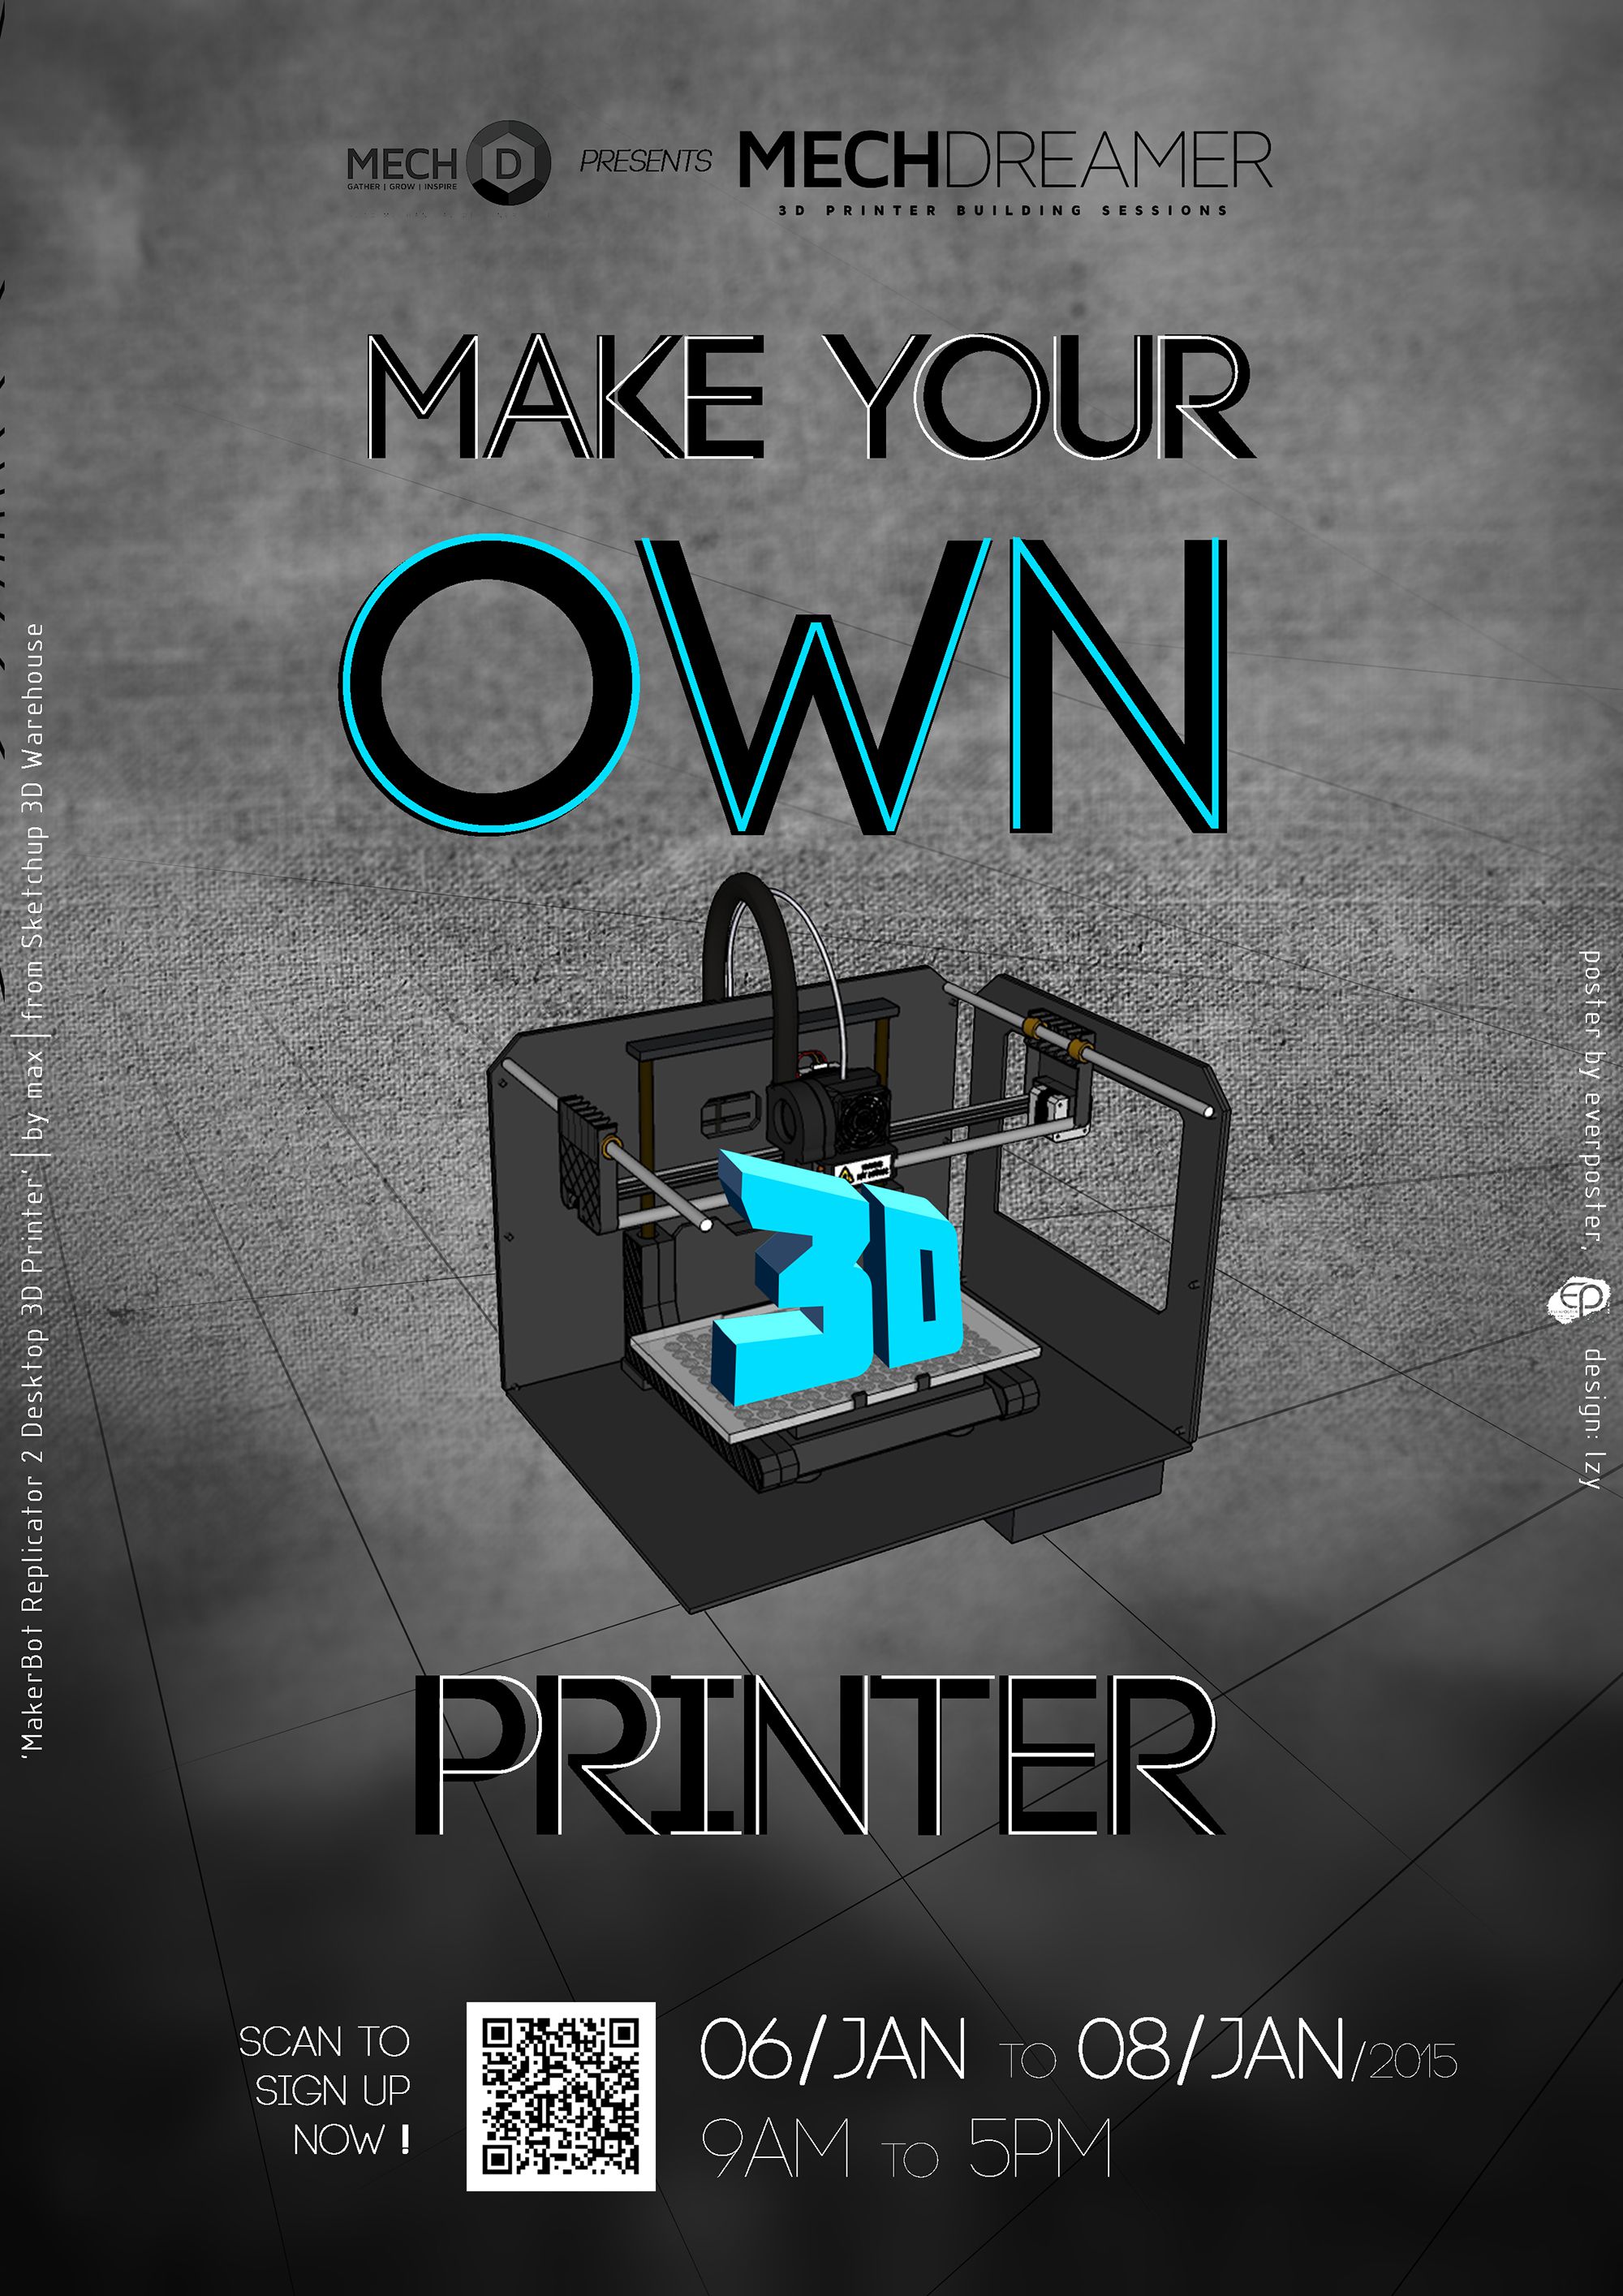 MECH D
GATHER | GROW | INSPIRE
PRESENTS
MECHDREAMER
3D PRINTER BUILDING SESSIONS
MAKE YOUR
OWN
3D
PRINTER
SCAN TO
SIGN UP
NOW !
06/JAN TO 08/JAN/2015
9AM TO 5PM
'MakerBot Replicator 2 Desktop 3D Printer' | by max | from Sketchup 3D Warehouse
poster by everposter,
EP
design: lzy